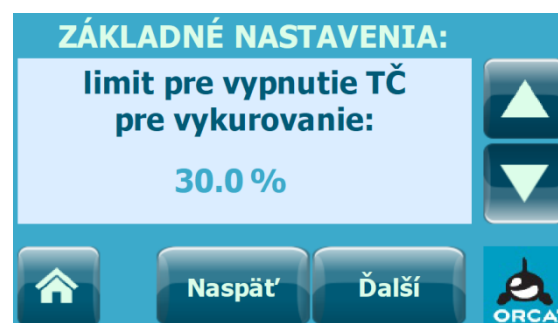 ZÁKLADNÉ NASTAVENIA:
limit pre vypnutie TČ
pre vykurovanie:
30.0 %
Naspäť
Ďalší
ORCA